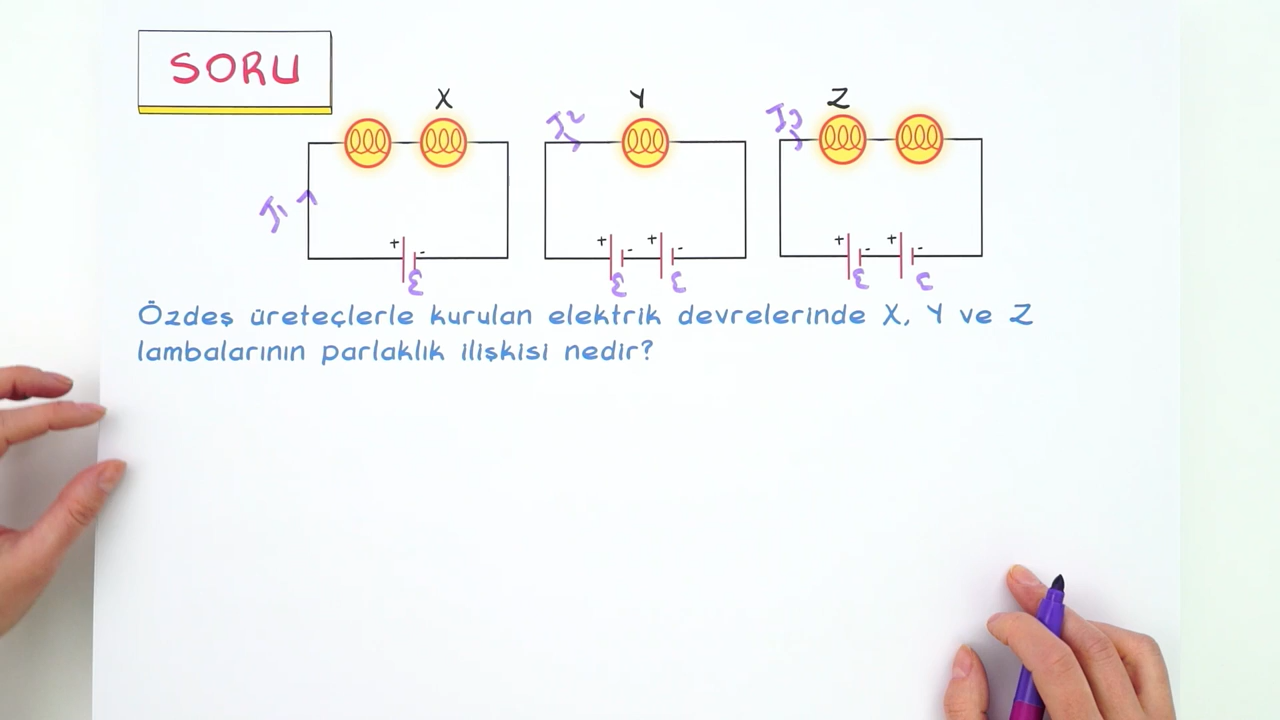 SORU
X
Y
Z
I₁
I₂
I₃
+ -
+ - + -
+ - + -
ε
ε ε
ε ε
Özdeş üreteçlerle kurulan elektrik devrelerinde X, Y ve Z
lambalarının parlaklık ilişkisi nedir?